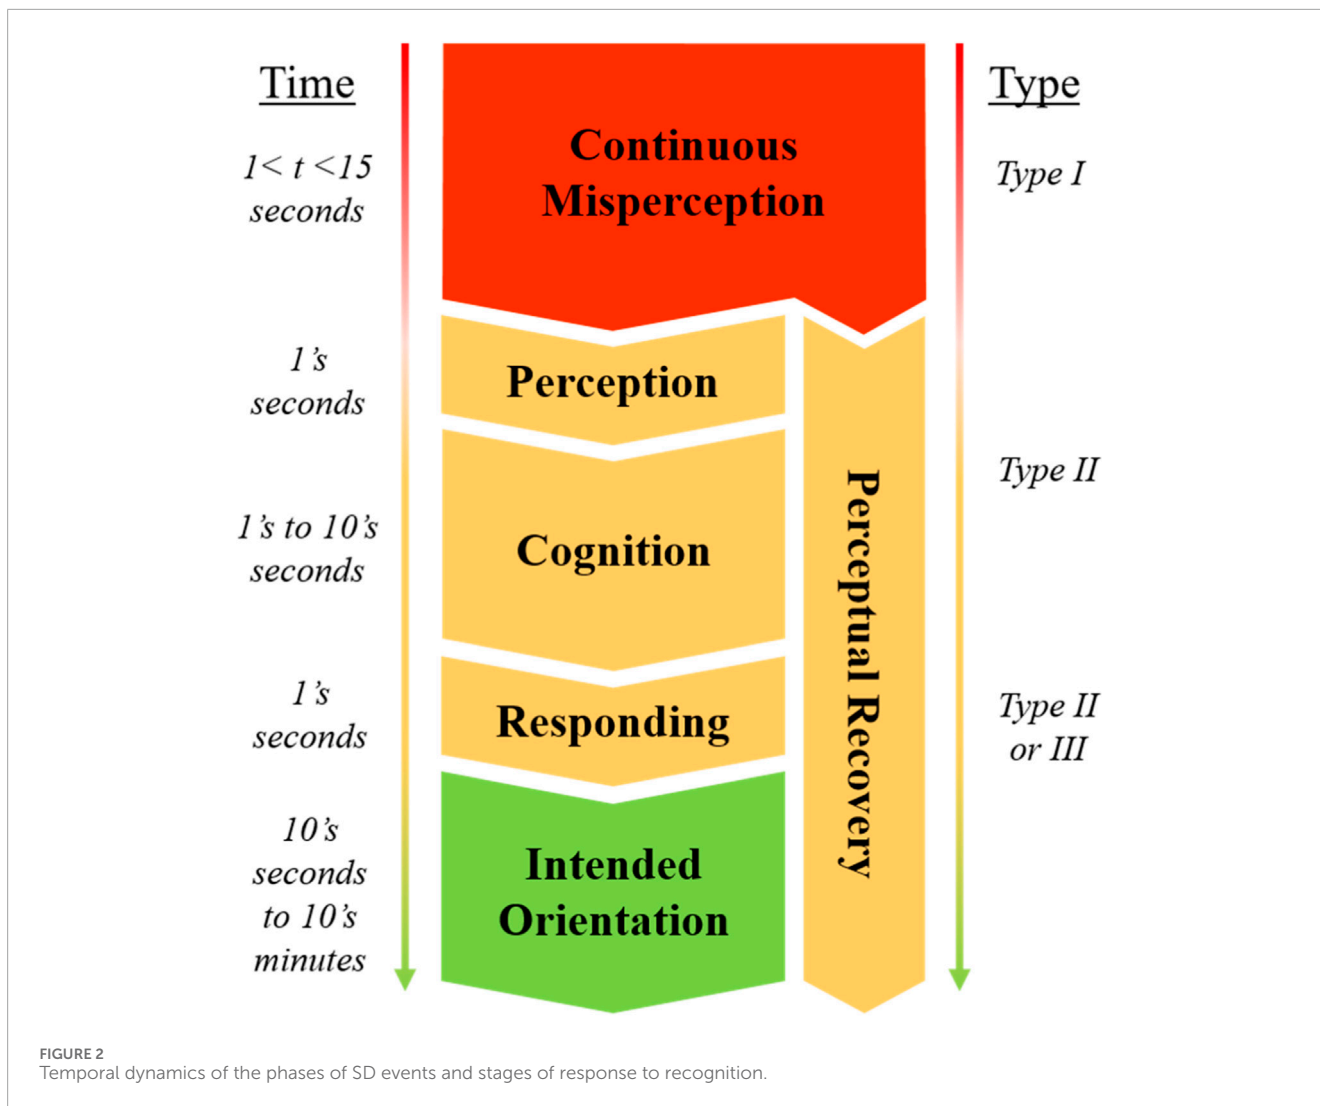 Time
1< t <15
seconds
1's
seconds
1's to 10's
seconds
1's
seconds
10's
seconds
to 10's
minutes
Continuous
Misperception
Perception
Cognition
Responding
Intended
Orientation
Perceptual Recovery
Type
Type I
Type II
Type II
or III
FIGURE 2
Temporal dynamics of the phases of SD events and stages of response to recognition.